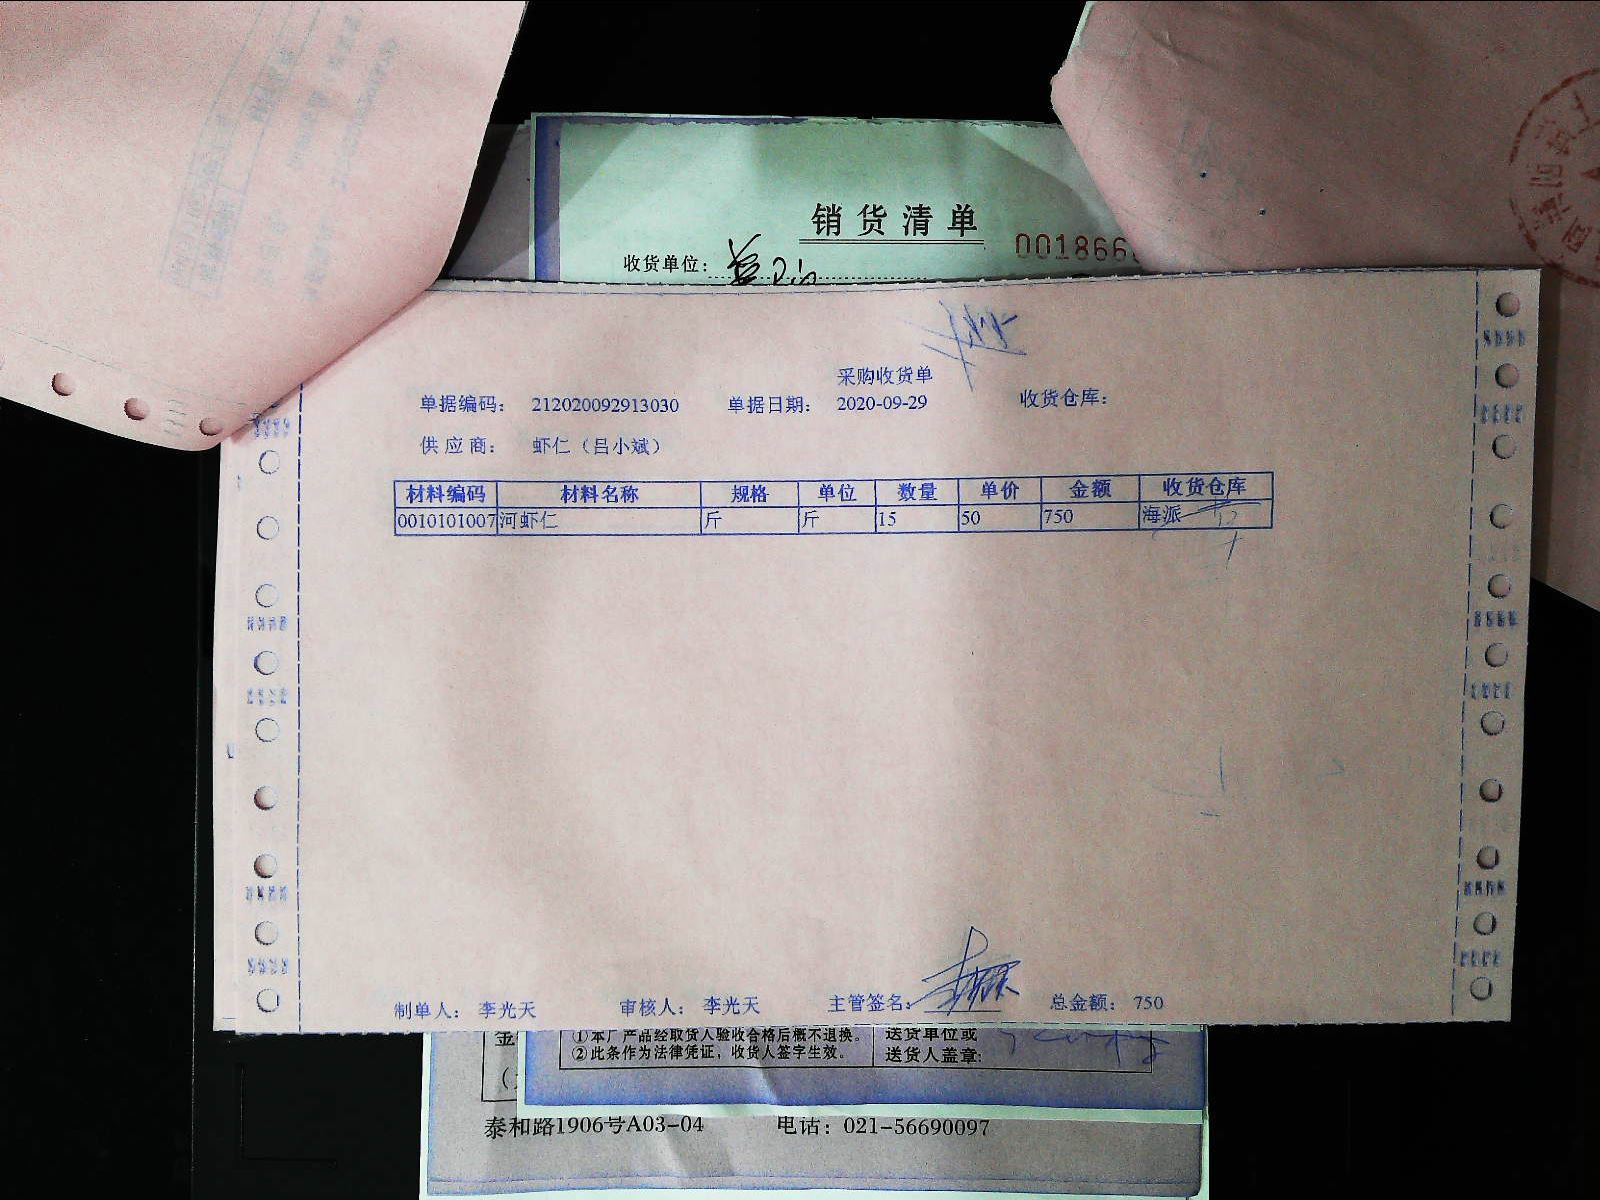 销货清单
收货单位:
001866
采购收货单
单据编码: 212020092913030 单据日期: 2020-09-29 收货仓库:
供应商: 虾仁（吕小斌）
材料编码 材料名称 规格 单位 数量 单价 金额 收货仓库
0010101007 河虾仁 斤 斤 15 50 750 海派
制单人: 李光天 审核人: 李光天 主管签名: 总金额: 750
①本厂产品经取货人验收合格后概不退换。 送货单位或
②此条作为法律凭证，收货人签字生效。 送货人盖章:
金
泰和路1906号A03-04 电话: 021-56690097